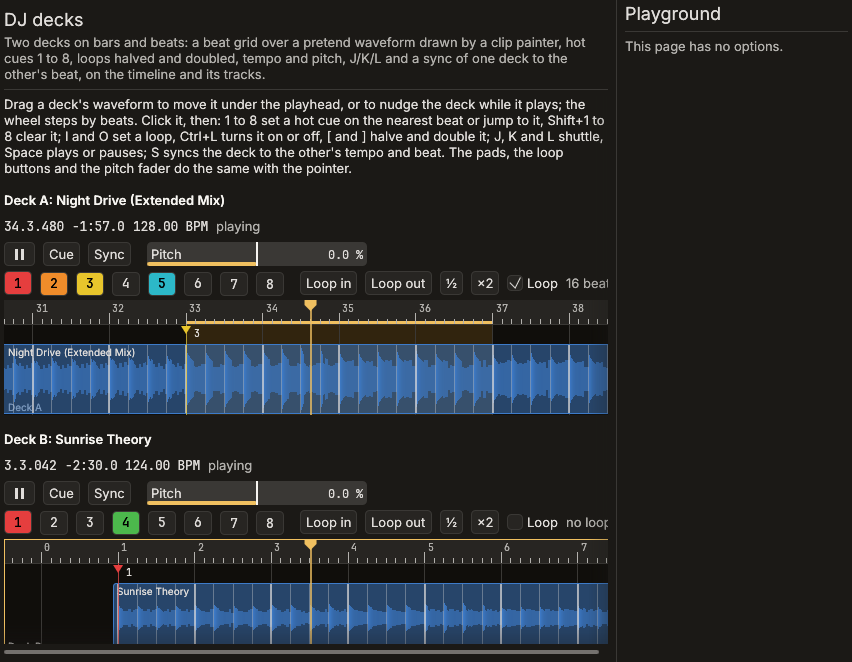 DJ decks
Two decks on bars and beats: a beat grid over a pretend waveform drawn by a clip painter, hot
cues 1 to 8, loops halved and doubled, tempo and pitch, J/K/L and a sync of one deck to the
other's beat, on the timeline and its tracks.
Drag a deck's waveform to move it under the playhead, or to nudge the deck while it plays; the
wheel steps by beats. Click it, then: 1 to 8 set a hot cue on the nearest beat or jump to it, Shift+1 to
8 clear it; I and O set a loop, Ctrl+L turns it on or off, [ and ] halve and double it; J, K and L shuttle,
Space plays or pauses; S syncs the deck to the other's tempo and beat. The pads, the loop
buttons and the pitch fader do the same with the pointer.
Deck A: Night Drive (Extended Mix)
34.3.480 -1:57.0 128.00 BPM playing
Cue Sync Pitch 0.0 %
1 2 3 4 5 6 7 8 Loop in Loop out ½ ×2 Loop 16 beat
31 32 33 34 35 36 37 38
3
Night Drive (Extended Mix)
Deck A
Deck B: Sunrise Theory
3.3.042 -2:30.0 124.00 BPM playing
Cue Sync Pitch 0.0 %
1 2 3 4 5 6 7 8 Loop in Loop out ½ ×2 Loop no loop
0 1 2 3 4 5 6 7
1
Sunrise Theory
Playground
This page has no options.